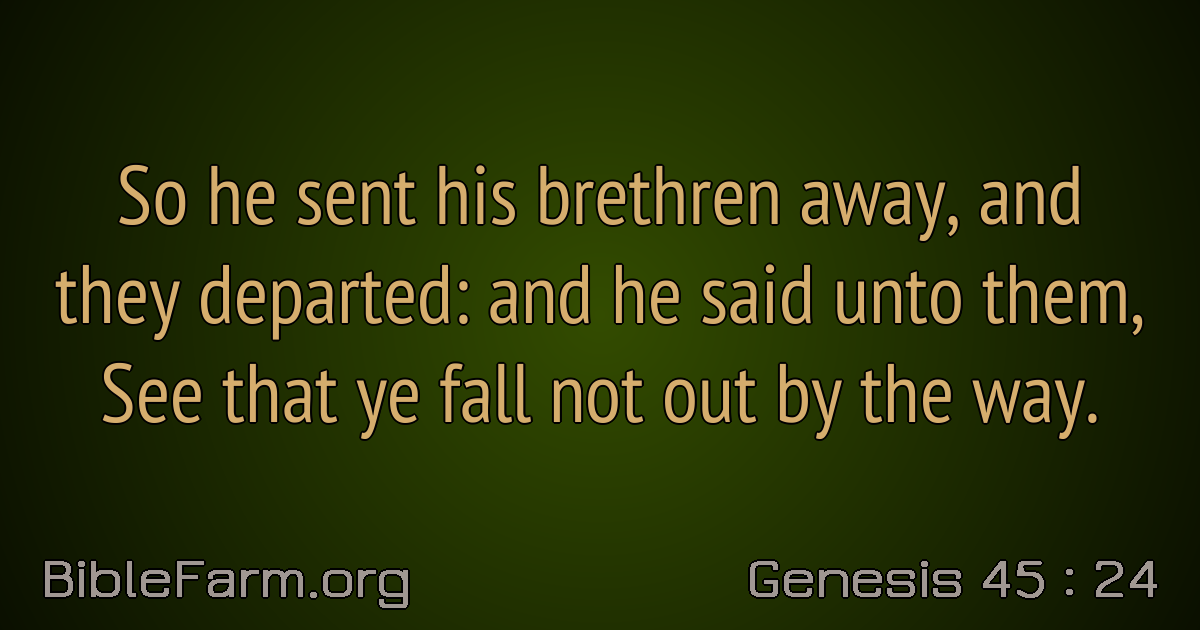 So he sent his brethren away, and
they departed: and he said unto them,
See that ye fall not out by the way.
BibleFarm.org
Genesis 45 : 24